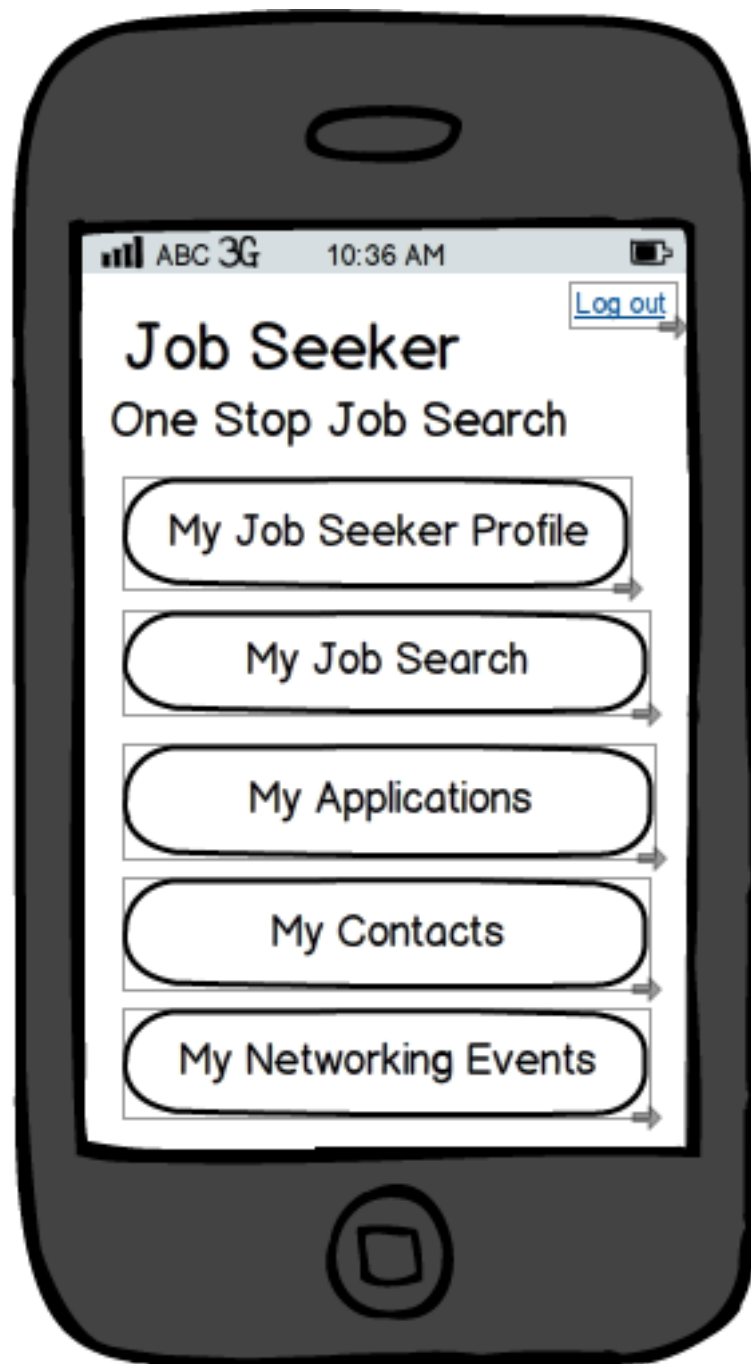 ABC 3G 10:36 AM
Log out
Job Seeker
One Stop Job Search
My Job Seeker Profile
My Job Search
My Applications
My Contacts
My Networking Events